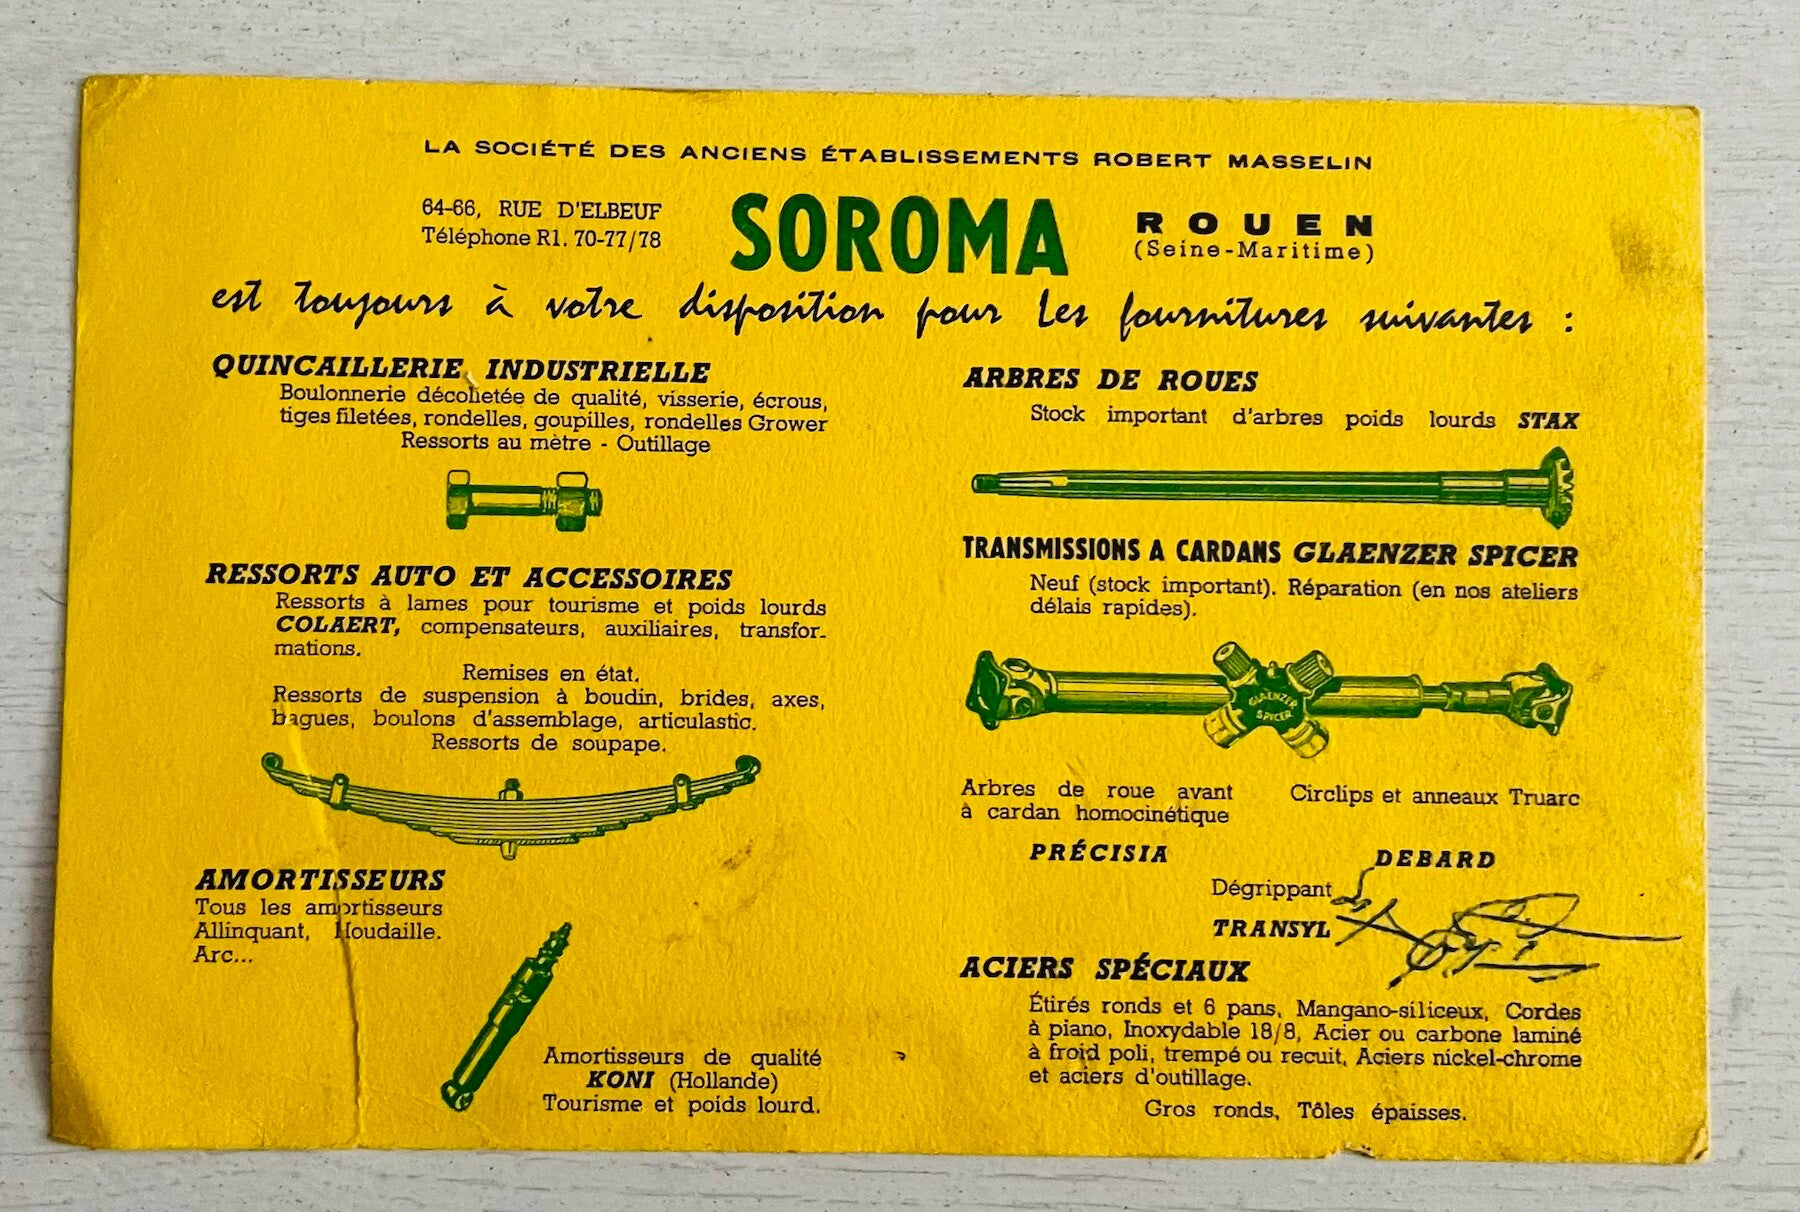 LA SOCIÉTÉ DES ANCIENS ÉTABLISSEMENTS ROBERT MASSELIN
64-66, RUE D'ELBEUF
Téléphone R1. 70-77/78
SOROMA
ROUEN
(Seine-Maritime)
est toujours à votre disposition pour les fournitures suivantes :
QUINCAILLERIE INDUSTRIELLE
Boulonnerie décolletée de qualité, visserie, écrous,
tiges filetées, rondelles, goupilles, rondelles Grower
Ressorts au mètre - Outillage
RESSORTS AUTO ET ACCESSOIRES
Ressorts à lames pour tourisme et poids lourds
COLAERT, compensateurs, auxiliaires, transfor-
mations.
Remises en état.
Ressorts de suspension à boudin, brides, axes,
bagues, boulons d'assemblage, articulastic.
Ressorts de soupape.
AMORTISSEURS
Tous les amortisseurs
Allinquant, Houdaille.
Arc...
Amortisseurs de qualité
KONI (Hollande)
Tourisme et poids lourd.
ARBRES DE ROUES
Stock important d'arbres poids lourds STAX
TRANSMISSIONS A CARDANS GLAENZER SPICER
Neuf (stock important). Réparation (en nos ateliers
délais rapides).
GLAENZER
SPICER
Arbres de roue avant
à cardan homocinétique
Circlips et anneaux Truarc
PRÉCISIA
DEBARD
Dégrippant
TRANSYL
ACIERS SPÉCIAUX
Étirés ronds et 6 pans, Mangano-siliceux, Cordes
à piano, Inoxydable 18/8, Acier ou carbone laminé
à froid poli, trempé ou recuit, Aciers nickel-chrome
et aciers d'outillage.
Gros ronds, Tôles épaisses.